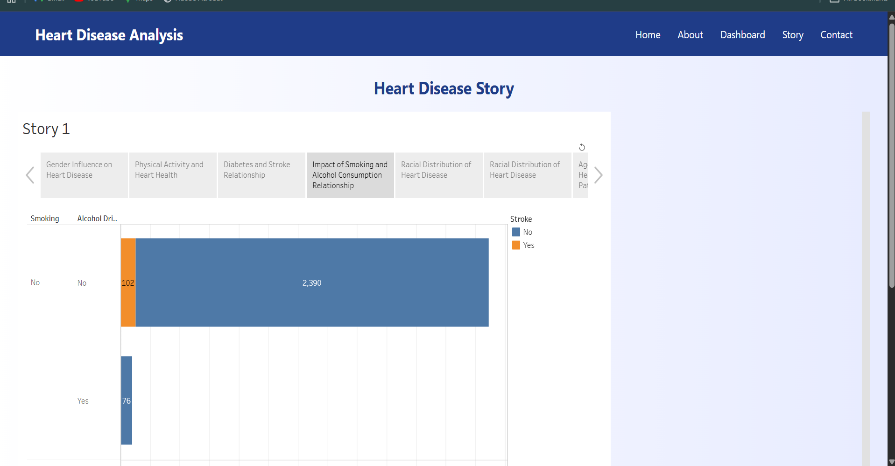 Heart Disease Analysis
Home About Dashboard Story Contact
Heart Disease Story
Story 1
Gender Influence on
Heart Disease
Physical Activity and
Heart Health
Diabetes and Stroke
Relationship
Impact of Smoking and
Alcohol Consumption
Relationship
Racial Distribution of
Heart Disease
Racial Distribution of
Heart Disease
Ag
He
Pat
Smoking Alcohol Dri..
Stroke
No
Yes
No No 102 2,390
Yes 76